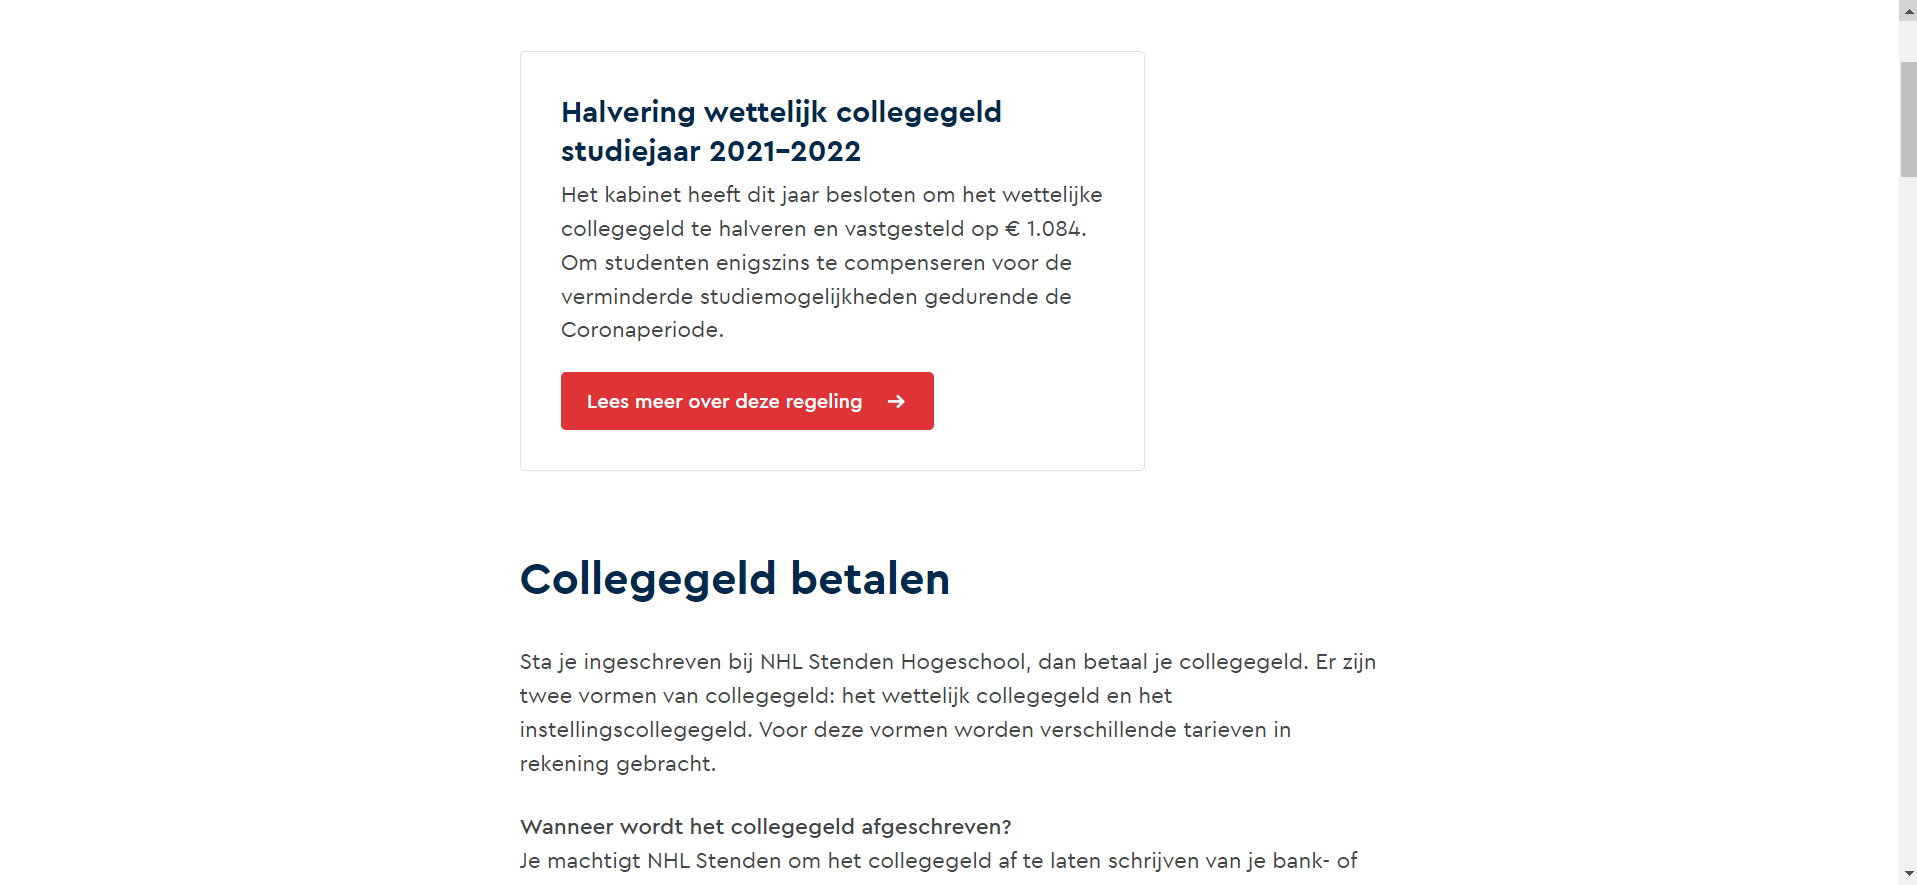 Halvering wettelijk collegegeld
studiejaar 2021-2022
Het kabinet heeft dit jaar besloten om het wettelijke
collegegeld te halveren en vastgesteld op € 1.084.
Om studenten enigszins te compenseren voor de
verminderde studiemogelijkheden gedurende de
Coronaperiode.
Lees meer over deze regeling →
Collegegeld betalen
Sta je ingeschreven bij NHL Stenden Hogeschool, dan betaal je collegegeld. Er zijn
twee vormen van collegegeld: het wettelijk collegegeld en het
instellingscollegegeld. Voor deze vormen worden verschillende tarieven in
rekening gebracht.
Wanneer wordt het collegegeld afgeschreven?
Je machtigt NHL Stenden om het collegegeld af te laten schrijven van je bank- of